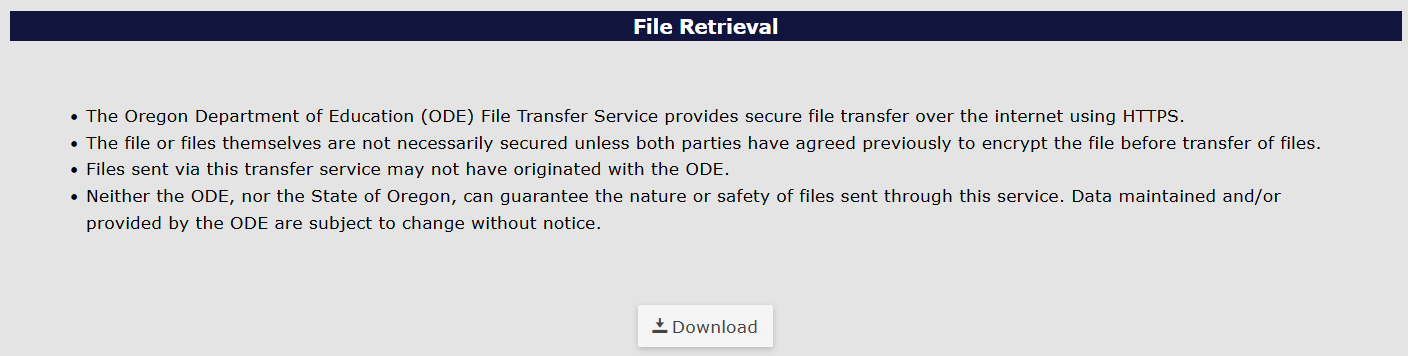 File Retrieval
• The Oregon Department of Education (ODE) File Transfer Service provides secure file transfer over the internet using HTTPS.
• The file or files themselves are not necessarily secured unless both parties have agreed previously to encrypt the file before transfer of files.
• Files sent via this transfer service may not have originated with the ODE.
• Neither the ODE, nor the State of Oregon, can guarantee the nature or safety of files sent through this service. Data maintained and/or
provided by the ODE are subject to change without notice.
Download